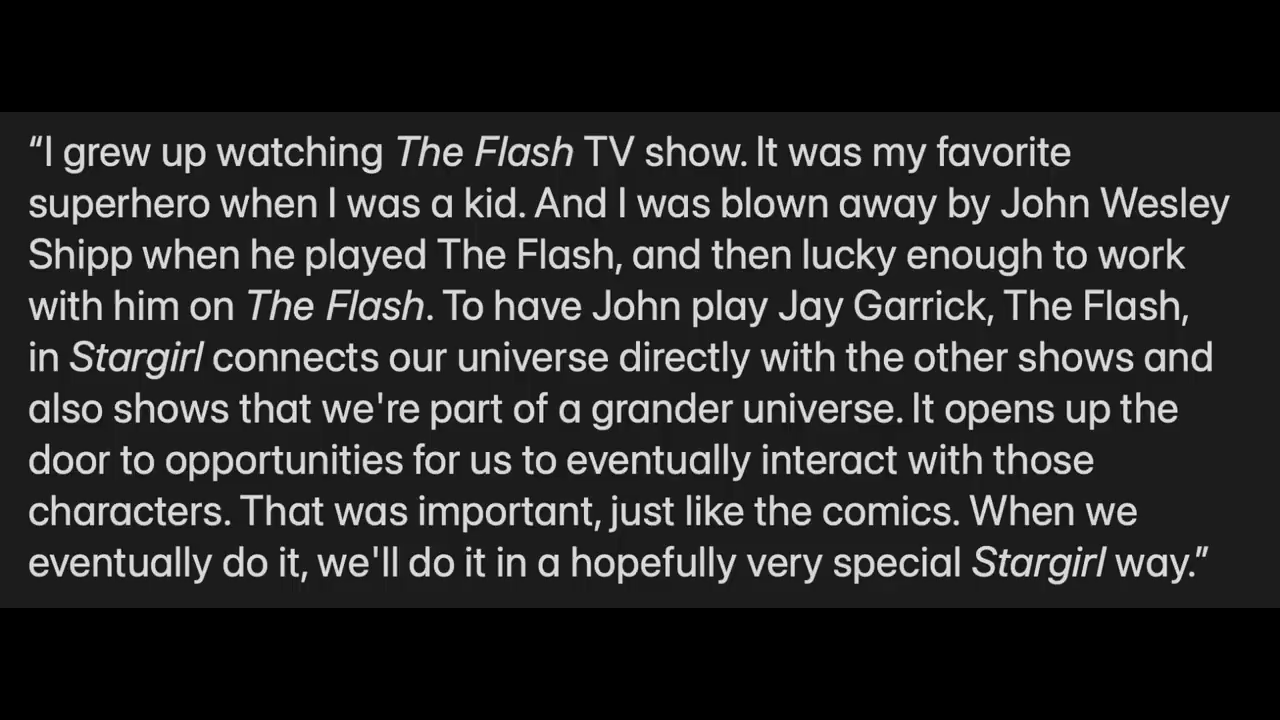 “I grew up watching The Flash TV show. It was my favorite
superhero when I was a kid. And I was blown away by John Wesley
Shipp when he played The Flash, and then lucky enough to work
with him on The Flash. To have John play Jay Garrick, The Flash,
in Stargirl connects our universe directly with the other shows and
also shows that we're part of a grander universe. It opens up the
door to opportunities for us to eventually interact with those
characters. That was important, just like the comics. When we
eventually do it, we'll do it in a hopefully very special Stargirl way.”